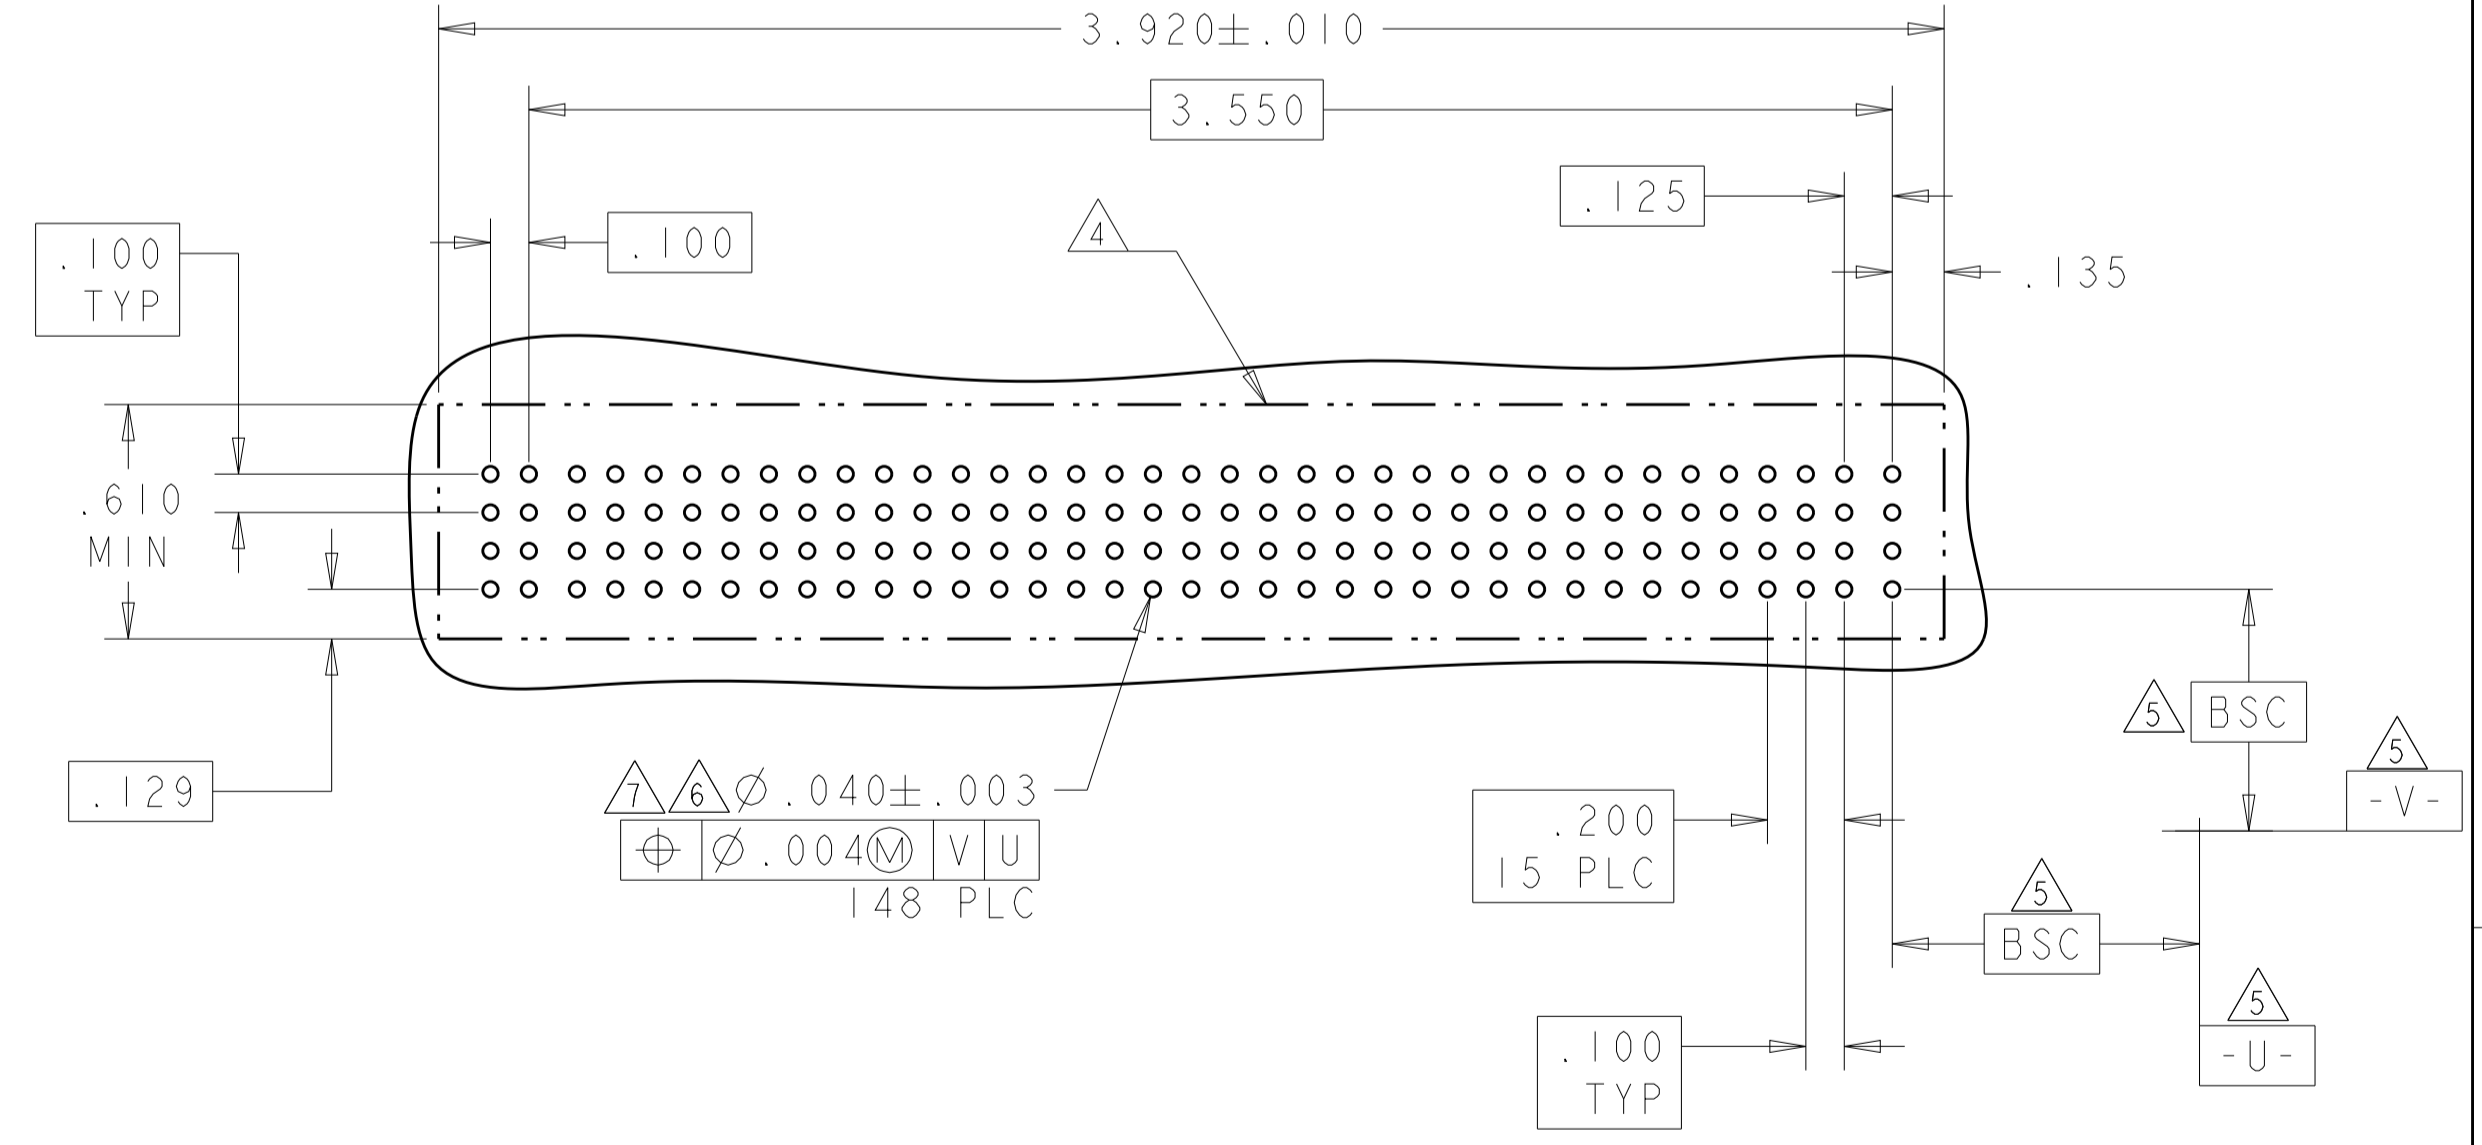 3.920±.010
3.550
.125
4
.100
.100
TYP
.135
.610
MIN
5
BSC
5
-V-
.129
7 6 ⌀.040±.003
⌖ ⌀.004Ⓜ V U
148 PLC
.200
15 PLC
5
BSC
5
-U-
.100
TYP